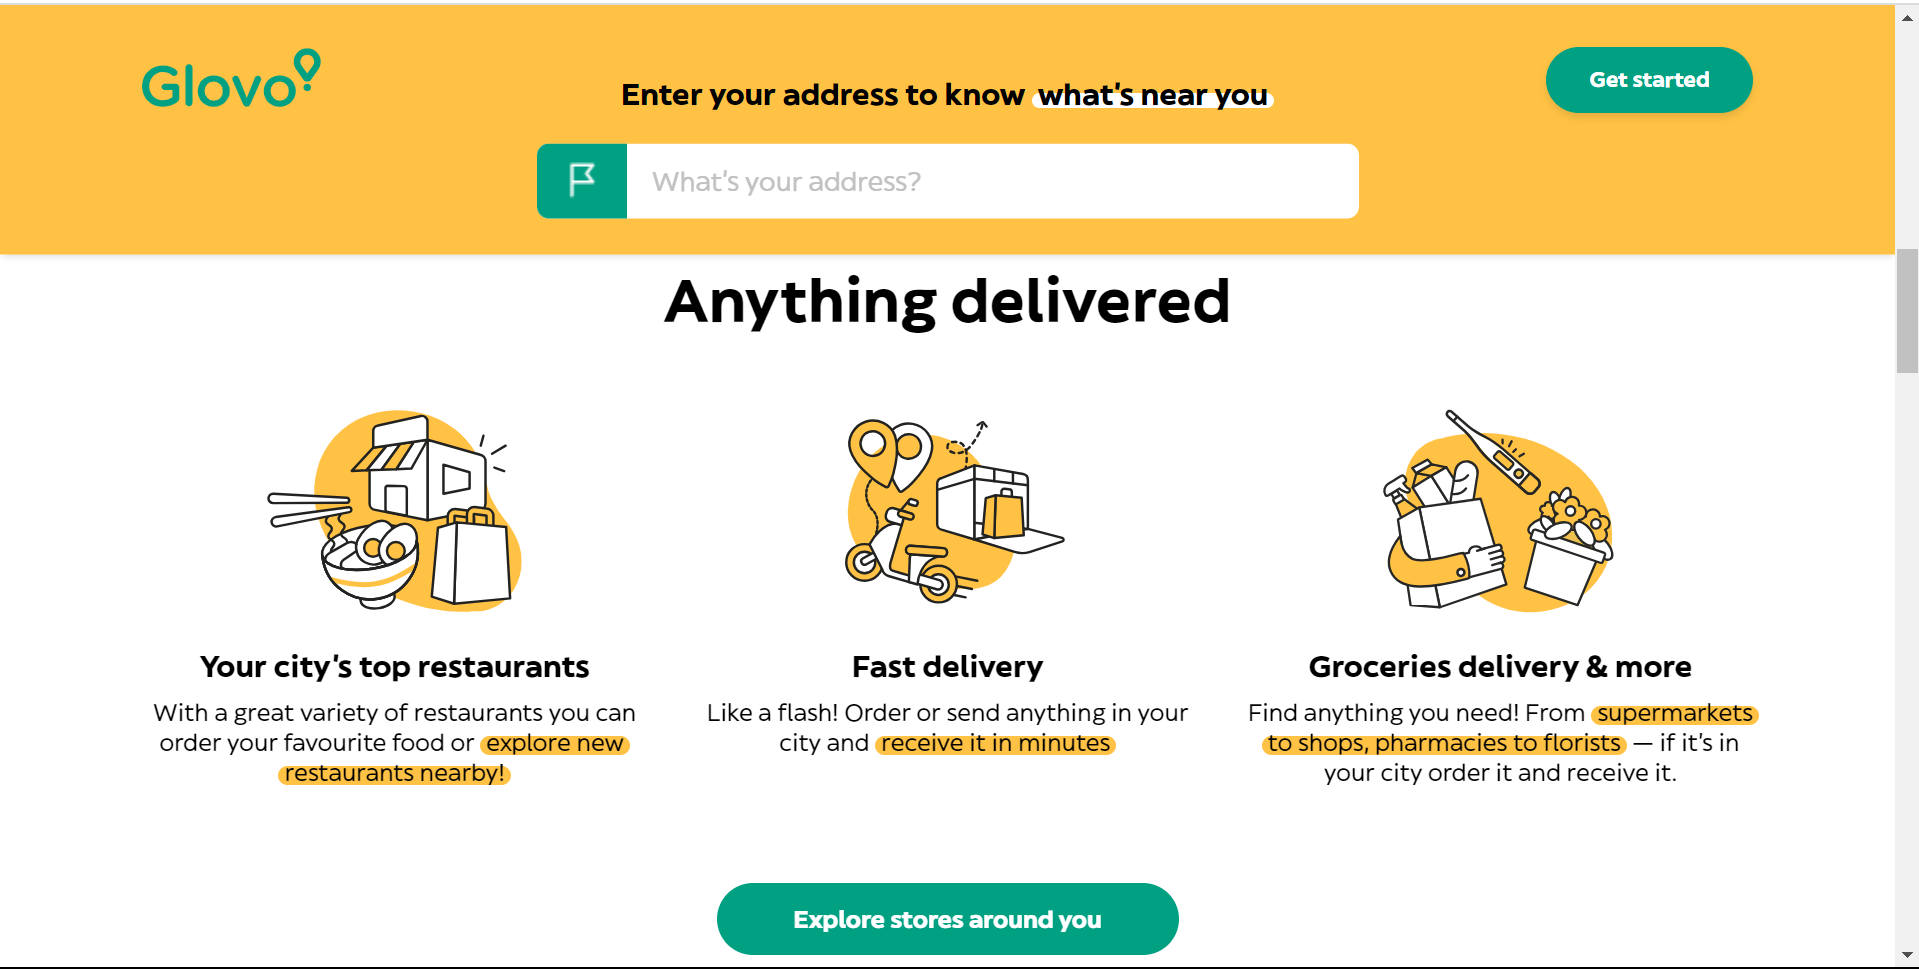 Glovo
Enter your address to know what's near you
Get started
What's your address?
Anything delivered
Your city's top restaurants
With a great variety of restaurants you can
order your favourite food or explore new
restaurants nearby!
Fast delivery
Like a flash! Order or send anything in your
city and receive it in minutes
Groceries delivery & more
Find anything you need! From supermarkets
to shops, pharmacies to florists — if it's in
your city order it and receive it.
Explore stores around you